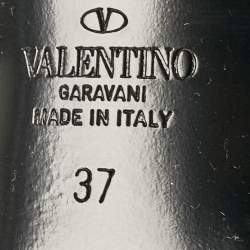 VALENTINO
GARAVANI
MADE IN ITALY
37